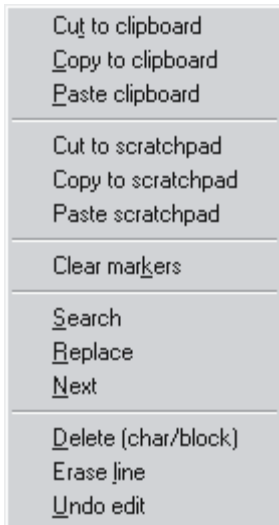 Cut to clipboard
Copy to clipboard
Paste clipboard
Cut to scratchpad
Copy to scratchpad
Paste scratchpad
Clear markers
Search
Replace
Next
Delete (char/block)
Erase line
Undo edit